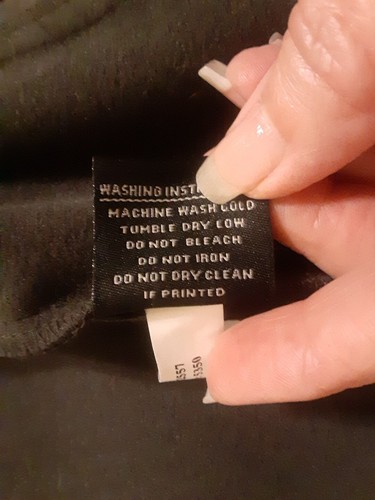 WASHING INST
MACHINE WASH COLD
TUMBLE DRY LOW
DO NOT BLEACH
DO NOT IRON
DO NOT DRY CLEAN
IF PRINTED